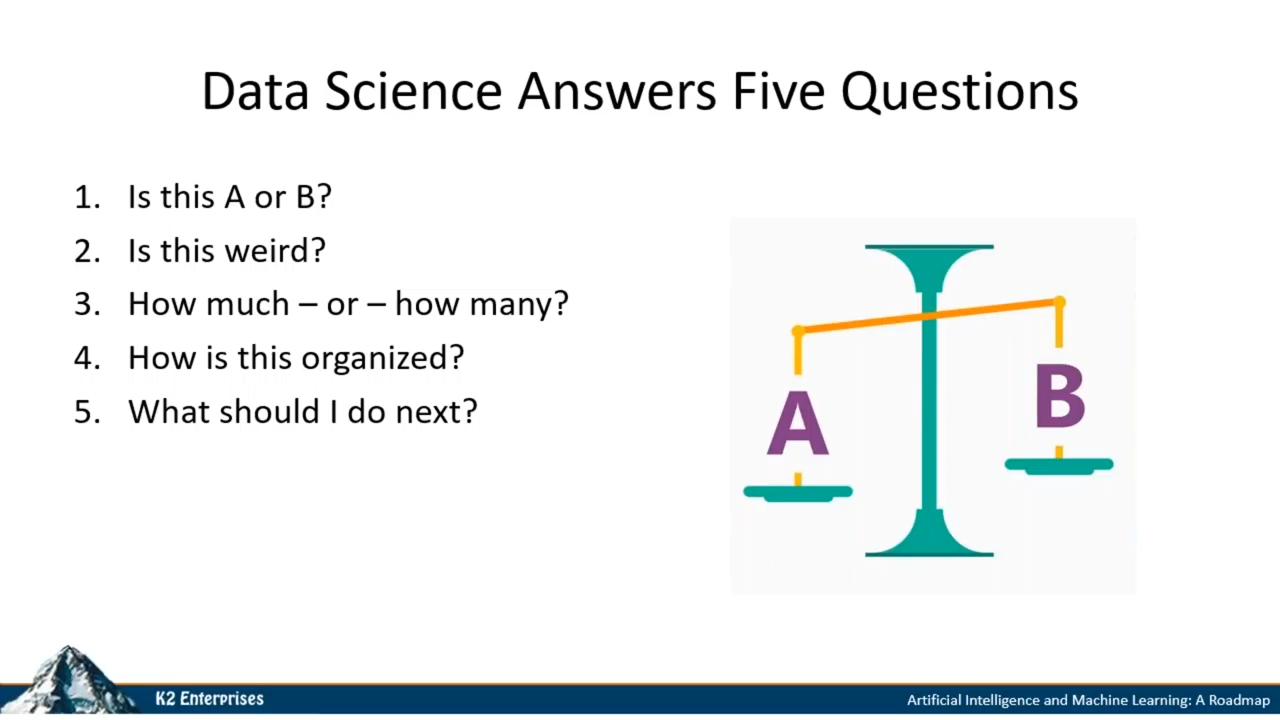 Data Science Answers Five Questions
1. Is this A or B?
2. Is this weird?
3. How much – or – how many?
4. How is this organized?
5. What should I do next?
A
B
K2 Enterprises
Artificial Intelligence and Machine Learning: A Roadmap